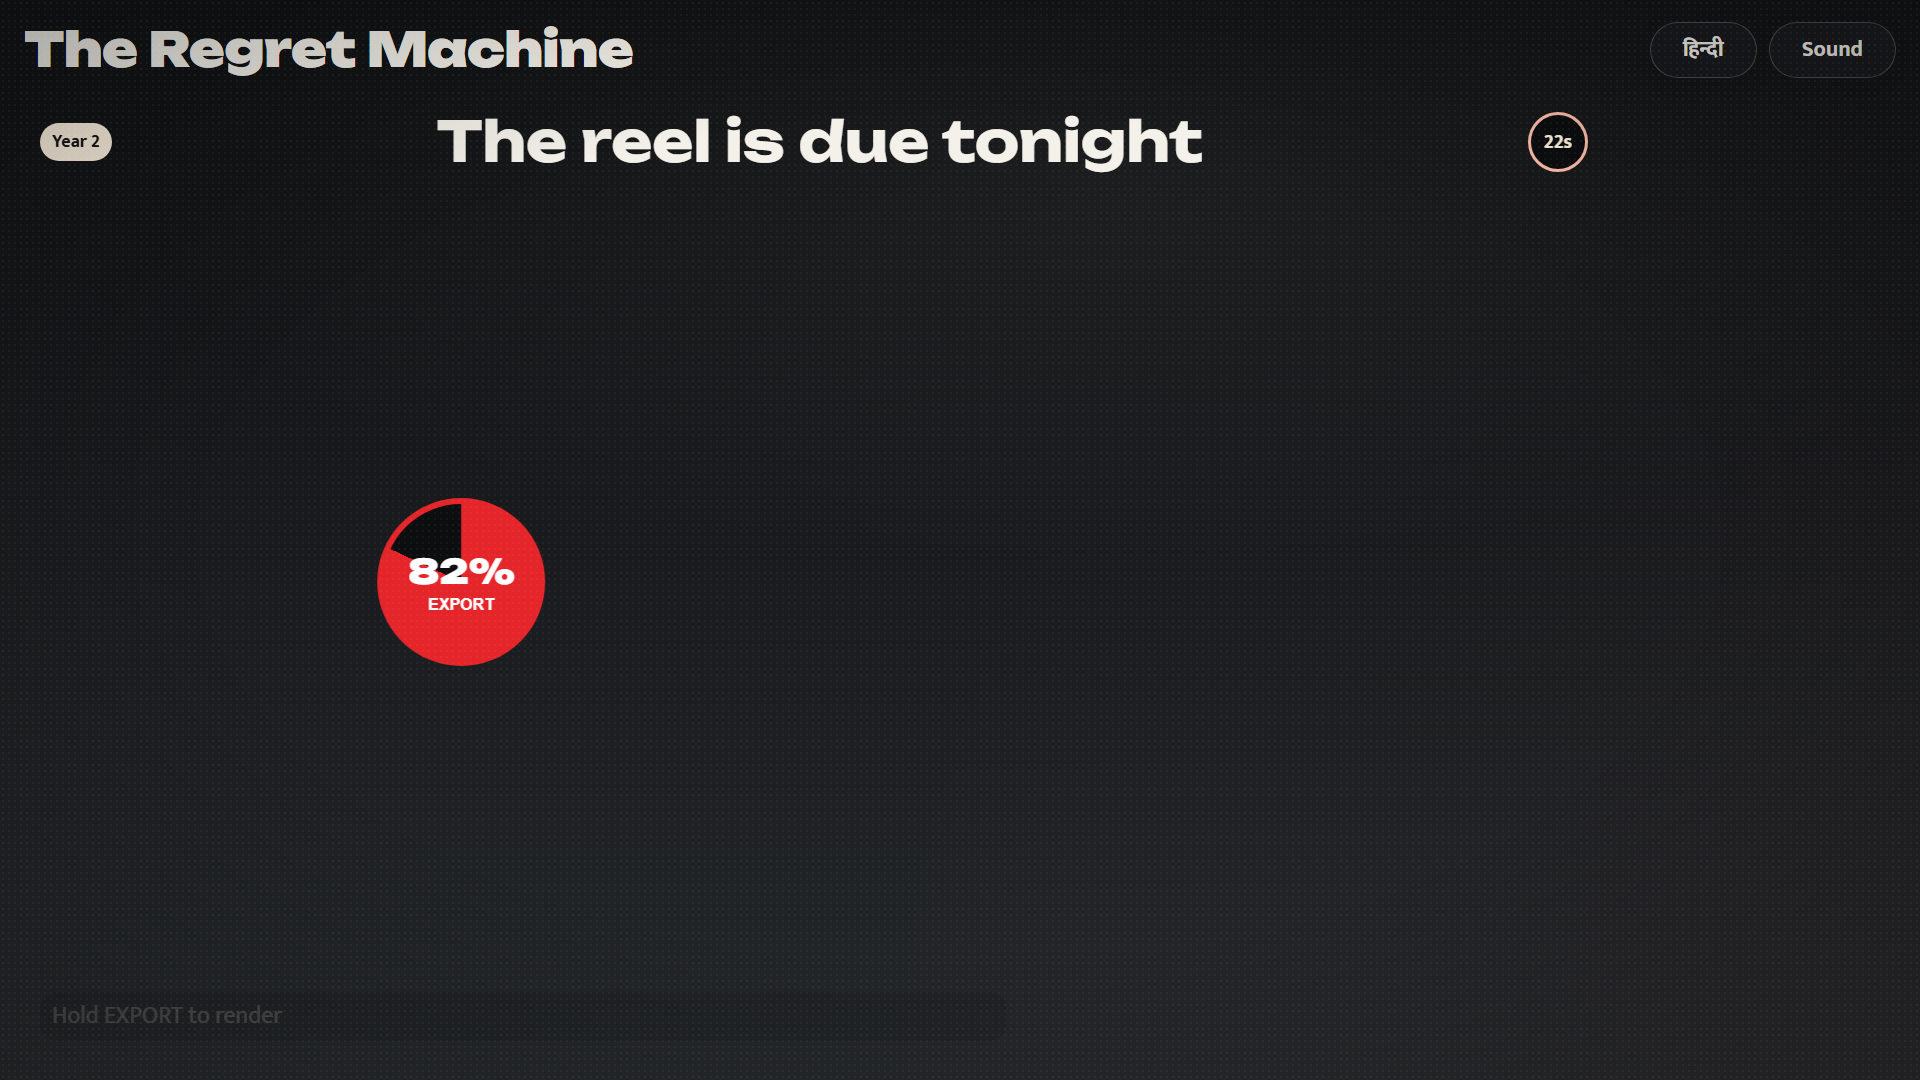 The Regret Machine
हिन्दी
Sound
Year 2
The reel is due tonight
22s
82%
EXPORT
Hold EXPORT to render